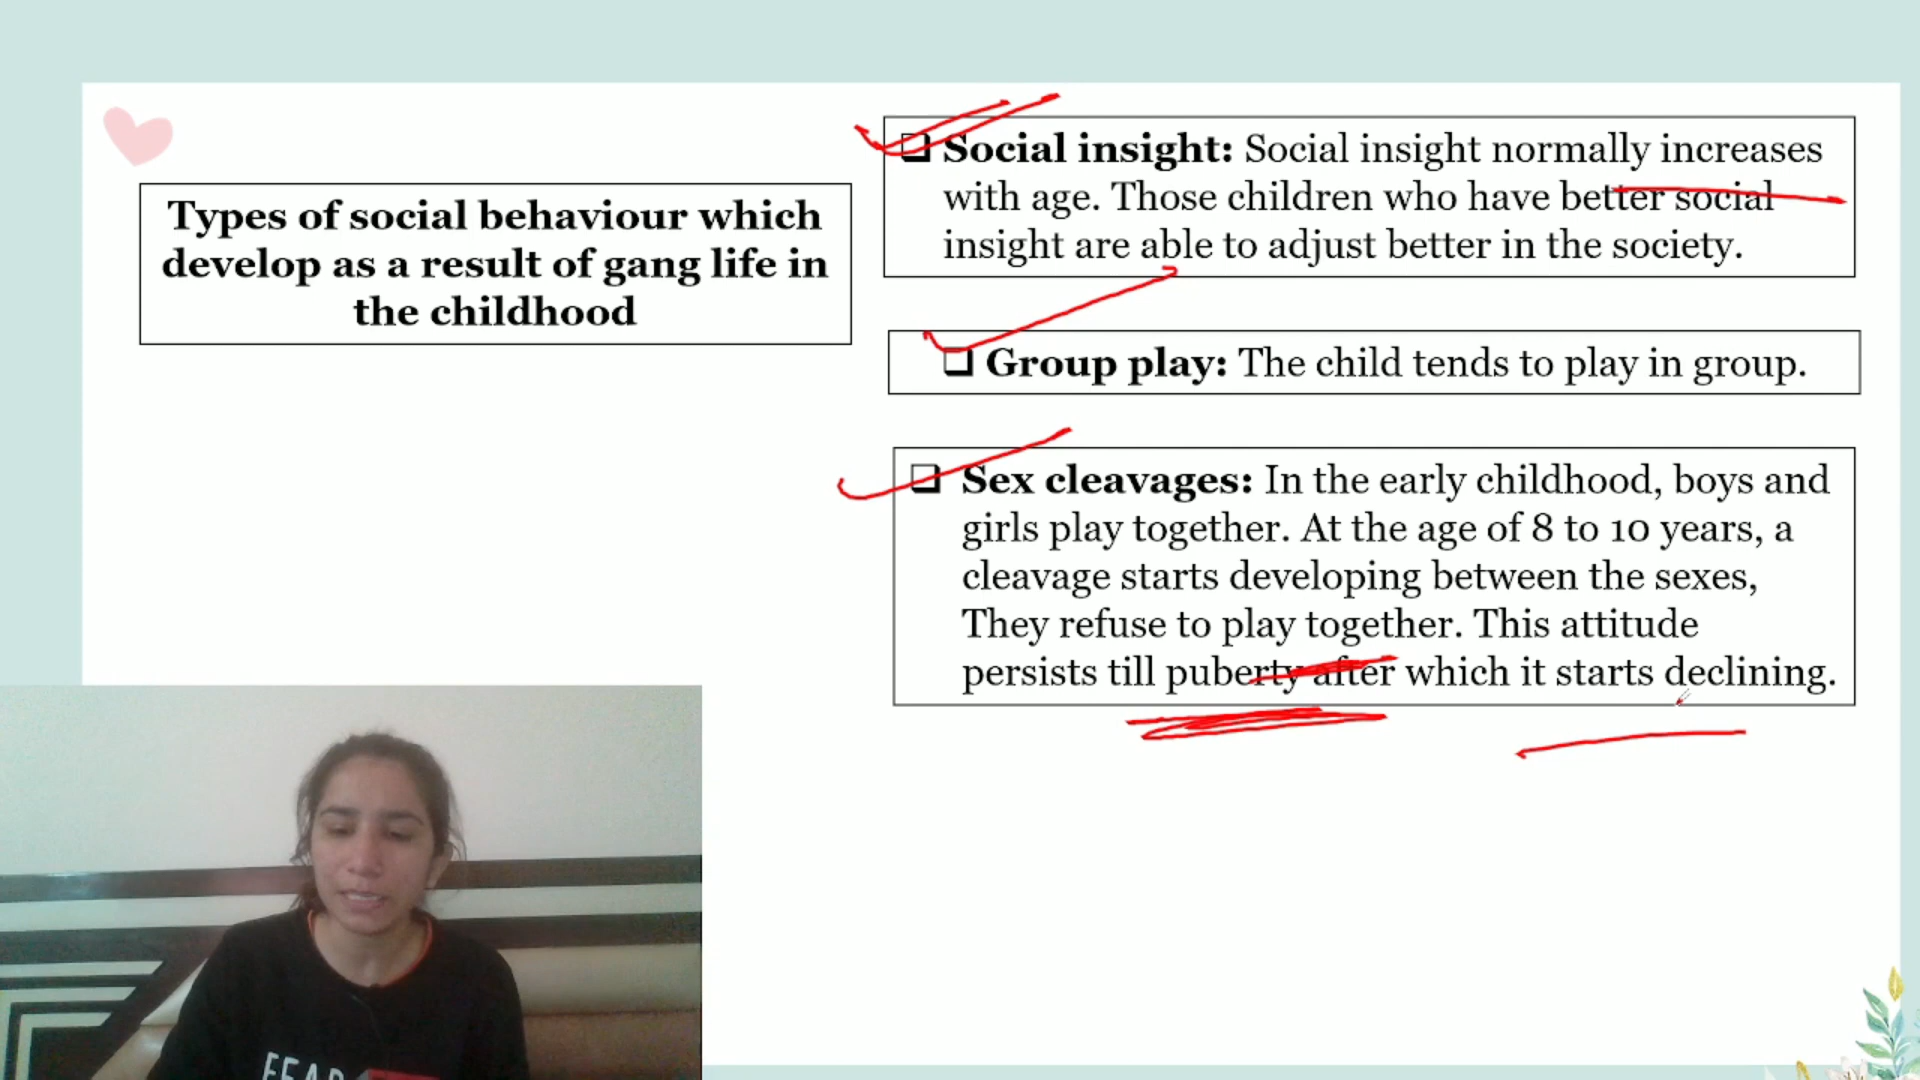 Types of social behaviour which
develop as a result of gang life in
the childhood
❑ Social insight: Social insight normally increases
with age. Those children who have better social
insight are able to adjust better in the society.
❑ Group play: The child tends to play in group.
❑ Sex cleavages: In the early childhood, boys and
girls play together. At the age of 8 to 10 years, a
cleavage starts developing between the sexes,
They refuse to play together. This attitude
persists till puberty after which it starts declining.
FEAR